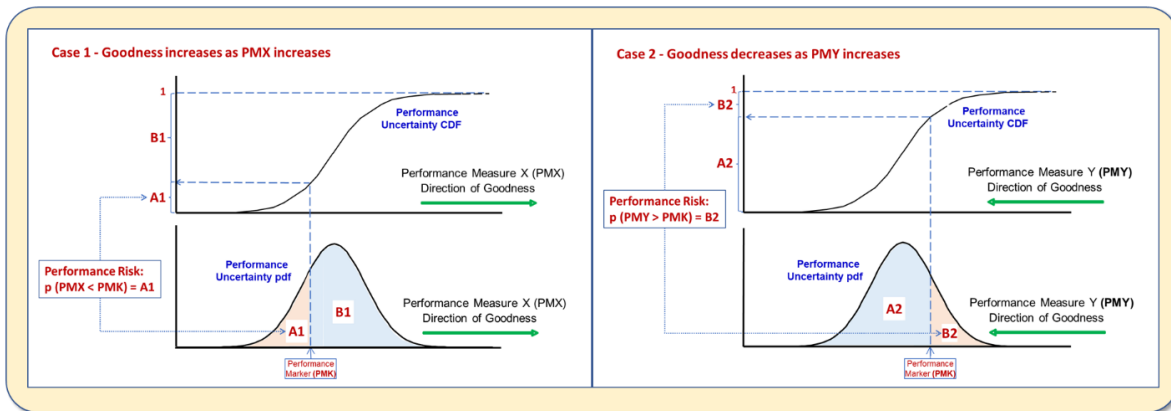 Case 1 - Goodness increases as PMX increases
1
B1
A1
Performance
Uncertainty CDF
Performance Measure X (PMX)
Direction of Goodness
Performance Risk:
p (PMX < PMK) = A1
Performance
Uncertainty pdf
A1
B1
Performance Measure X (PMX)
Direction of Goodness
Performance
Marker (PMK)
Case 2 - Goodness decreases as PMY increases
1
B2
A2
Performance
Uncertainty CDF
Performance Measure Y (PMY)
Direction of Goodness
Performance Risk:
p (PMY > PMK) = B2
Performance
Uncertainty pdf
A2
B2
Performance Measure Y (PMY)
Direction of Goodness
Performance
Marker (PMK)